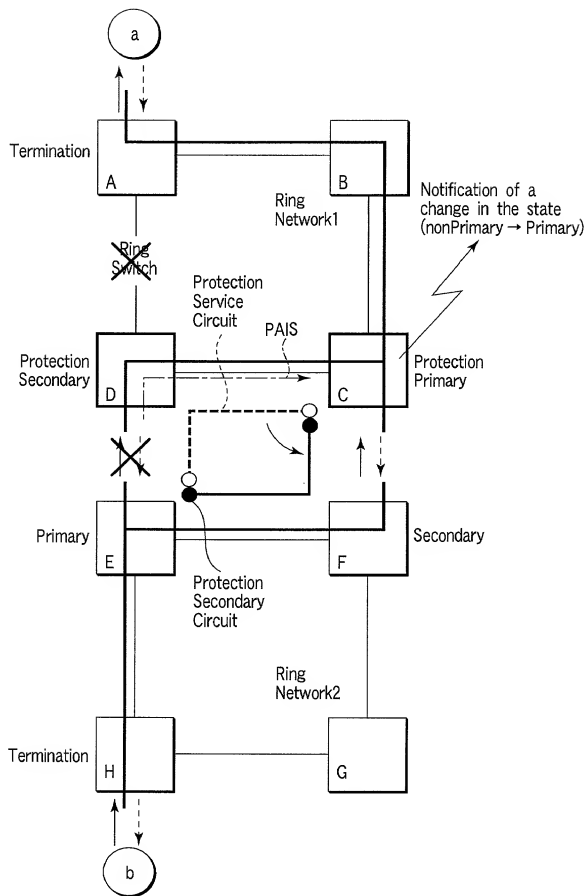 a
Termination
A
B
Ring
Network1
Notification of a
change in the state
(nonPrimary → Primary)
Ring
Switch
Protection
Service
Circuit
PAIS
Protection
Secondary
D
C
Protection
Primary
Primary
E
F
Secondary
Protection
Secondary
Circuit
Ring
Network2
Termination
H
G
b